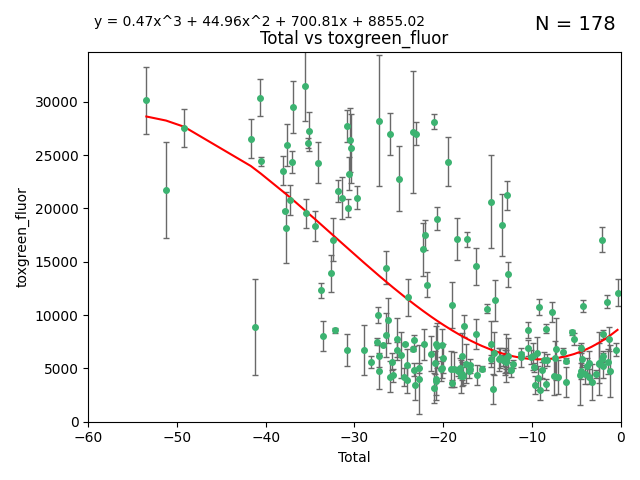 y = 0.47x^3 + 44.96x^2 + 700.81x + 8855.02
N = 178
Total vs toxgreen_fluor
30000
25000
20000
15000
10000
5000
0
toxgreen_fluor
−60
−50
−40
−30
−20
−10
0
Total